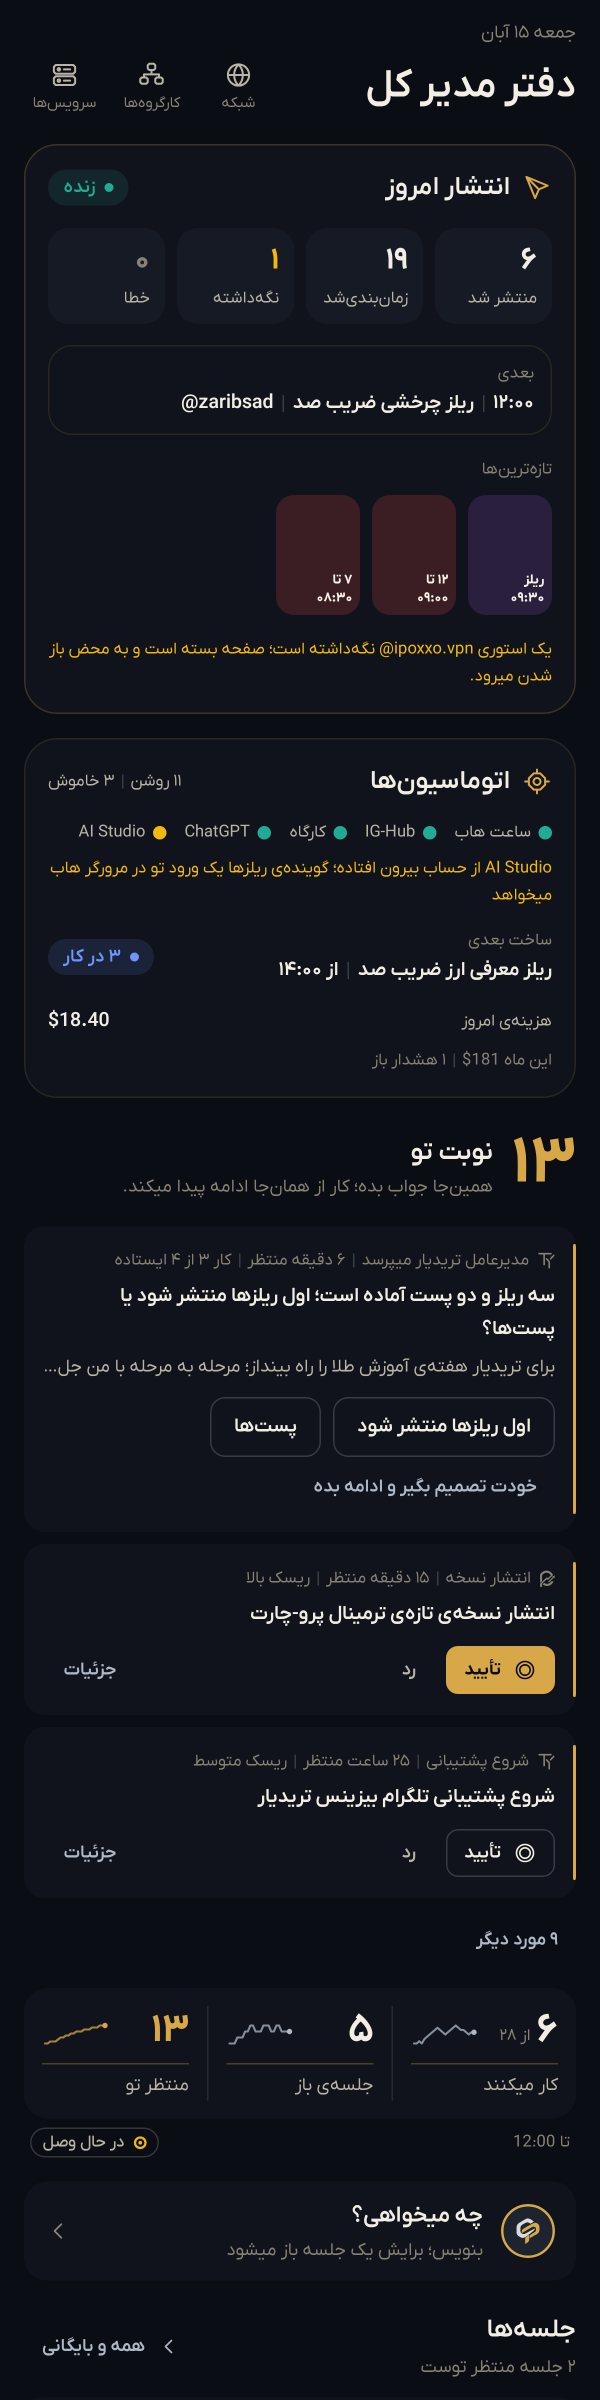 جمعه ۱۵ آبان
دفتر مدیر کل
شبکه
کارگروه‌ها
سرویس‌ها
انتشار امروز
زنده
۶
منتشر شد
۱۹
زمان‌بندی‌شد
۱
نگه‌داشته
۰
خطا
بعدی
۱۲:۰۰ | ریلز چرخشی ضریب صد | @zaribsad
تازه‌ترین‌ها
ریلز
۰۹:۳۰
۱۲ تا
۰۹:۰۰
۷ تا
۰۸:۳۰
یک استوری @ipoxxo.vpn نگه‌داشته است؛ صفحه بسته است و به محض باز
شدن میرود.
اتوماسیون‌ها
۱۱ روشن | ۳ خاموش
ساعت هاب
IG-Hub
کارگاه
ChatGPT
AI Studio
AI Studio از حساب بیرون افتاده؛ گوینده‌ی ریلزها یک ورود تو در مرورگر هاب
میخواهد
ساخت بعدی
ریلز معرفی ارز ضریب صد | از ۱۴:۰۰
۳ در کار
هزینه‌ی امروز
$18.40
این ماه $181 | ۱ هشدار باز
۱۳
نوبت تو
همین‌جا جواب بده؛ کار از همان‌جا ادامه پیدا میکند.
مدیرعامل تریدیار میپرسد | ۶ دقیقه منتظر | کار ۳ از ۴ ایستاده
سه ریلز و دو پست آماده است؛ اول ریلزها منتشر شود یا
پست‌ها؟
برای تریدیار هفته‌ی آموزش طلا را راه بینداز؛ مرحله به مرحله با من جل...
اول ریلزها منتشر شود
پست‌ها
خودت تصمیم بگیر و ادامه بده
انتشار نسخه | ۱۵ دقیقه منتظر | ریسک بالا
انتشار نسخه‌ی تازه‌ی ترمینال پرو-چارت
تأیید
رد
جزئیات
شروع پشتیبانی | ۲۵ ساعت منتظر | ریسک متوسط
شروع پشتیبانی تلگرام بیزینس تریدیار
تأیید
رد
جزئیات
۹ مورد دیگر
۶ از ۲۸
کار میکنند
۵
جلسه‌ی باز
۱۳
منتظر تو
تا 12:00
در حال وصل
چه میخواهی؟
بنویس؛ برایش یک جلسه باز میشود
جلسه‌ها
همه و بایگانی
۲ جلسه منتظر توست